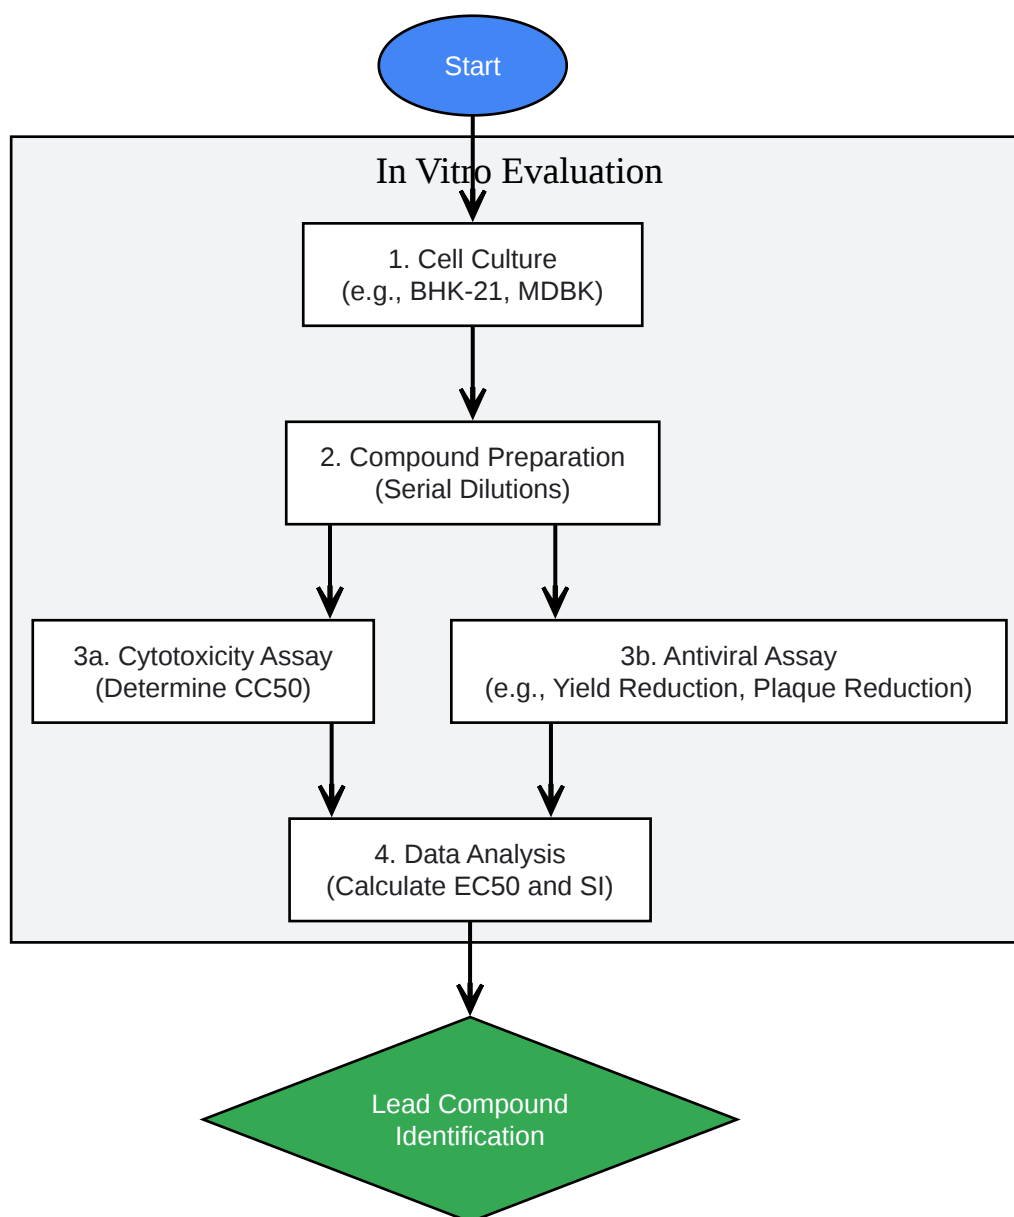 Start
In Vitro Evaluation
1. Cell Culture
(e.g., BHK-21, MDBK)
2. Compound Preparation
(Serial Dilutions)
3a. Cytotoxicity Assay
(Determine CC50)
3b. Antiviral Assay
(e.g., Yield Reduction, Plaque Reduction)
4. Data Analysis
(Calculate EC50 and SI)
Lead Compound
Identification